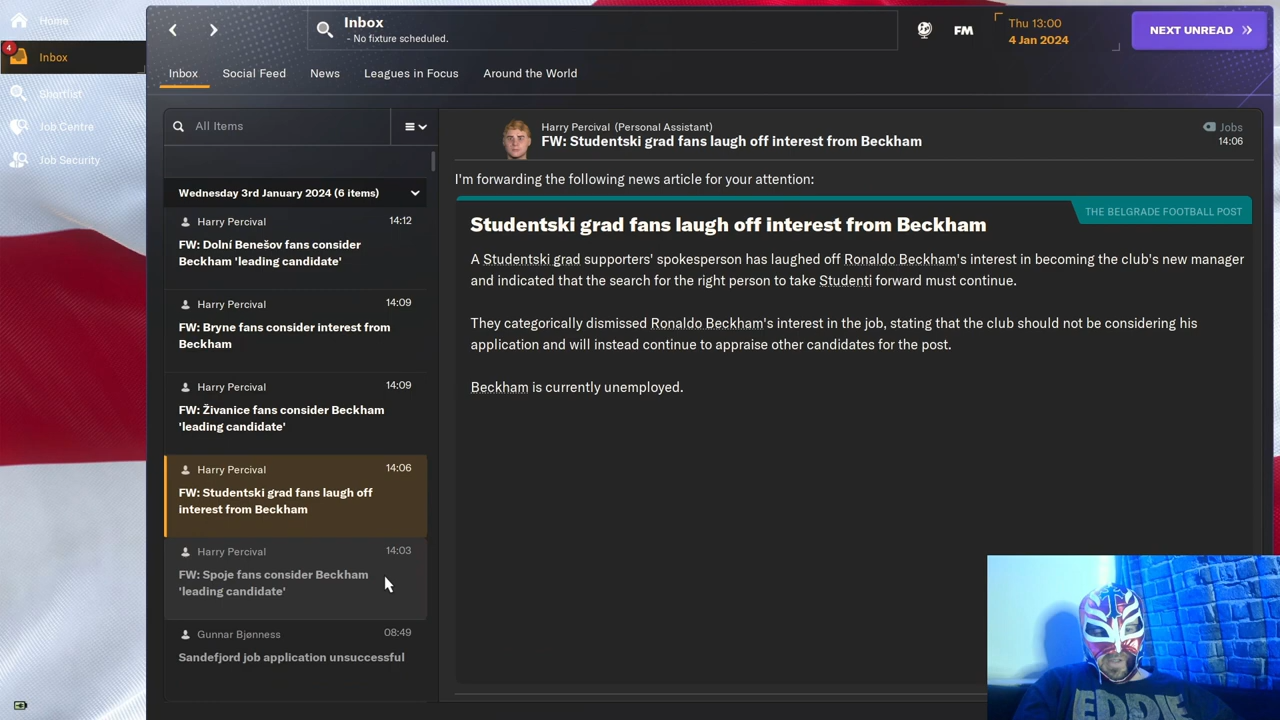 Home
Inbox
- No fixture scheduled.
FM
Thu 13:00
4 Jan 2024
NEXT UNREAD
4
Inbox
Shortlist
Job Centre
Job Security
Inbox
Social Feed
News
Leagues in Focus
Around the World
All Items
Wednesday 3rd January 2024 (6 items)
Harry Percival
14:12
FW: Dolní Benešov fans consider
Beckham 'leading candidate'
Harry Percival
14:09
FW: Bryne fans consider interest from
Beckham
Harry Percival
14:09
FW: Živanice fans consider Beckham
'leading candidate'
Harry Percival
14:06
FW: Studentski grad fans laugh off
interest from Beckham
Harry Percival
14:03
FW: Spoje fans consider Beckham
'leading candidate'
Gunnar Bjønness
08:49
Sandefjord job application unsuccessful
Harry Percival (Personal Assistant)
FW: Studentski grad fans laugh off interest from Beckham
Jobs
14:06
I'm forwarding the following news article for your attention:
THE BELGRADE FOOTBALL POST
Studentski grad fans laugh off interest from Beckham
A Studentski grad supporters' spokesperson has laughed off Ronaldo Beckham's interest in becoming the club's new manager
and indicated that the search for the right person to take Studenti forward must continue.
They categorically dismissed Ronaldo Beckham's interest in the job, stating that the club should not be considering his
application and will instead continue to appraise other candidates for the post.
Beckham is currently unemployed.
EDDIE